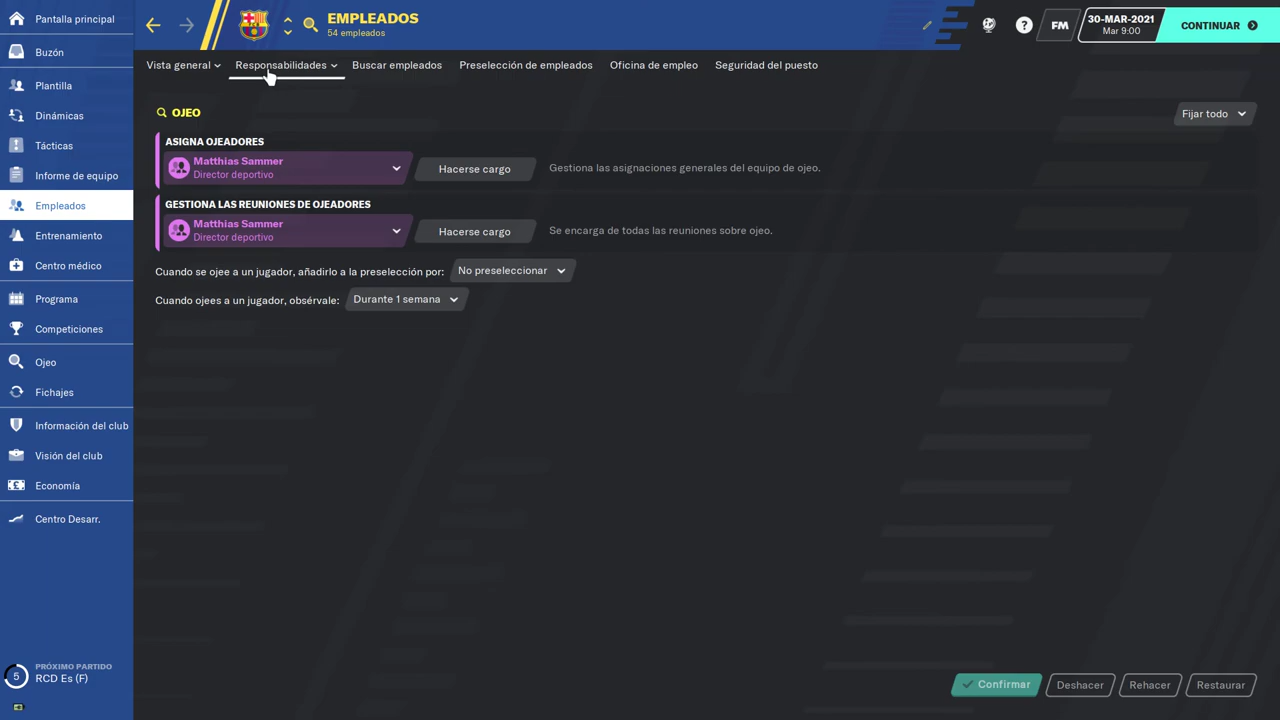 Pantalla principal
Buzón
Plantilla
Dinámicas
Tácticas
Informe de equipo
Empleados
Entrenamiento
Centro médico
Programa
Competiciones
Ojeo
Fichajes
Información del club
Visión del club
Economía
Centro Desarr.
5
PRÓXIMO PARTIDO
RCD Es (F)
EMPLEADOS
54 empleados
?
FM
30-MAR-2021
Mar 9:00
CONTINUAR
Vista general
Responsabilidades
Buscar empleados
Preselección de empleados
Oficina de empleo
Seguridad del puesto
OJEO
Fijar todo
ASIGNA OJEADORES
Matthias Sammer
Director deportivo
Hacerse cargo
Gestiona las asignaciones generales del equipo de ojeo.
GESTIONA LAS REUNIONES DE OJEADORES
Matthias Sammer
Director deportivo
Hacerse cargo
Se encarga de todas las reuniones sobre ojeo.
Cuando se ojee a un jugador, añadirlo a la preselección por: No preseleccionar
Cuando ojees a un jugador, obsérvale: Durante 1 semana
Confirmar
Deshacer
Rehacer
Restaurar